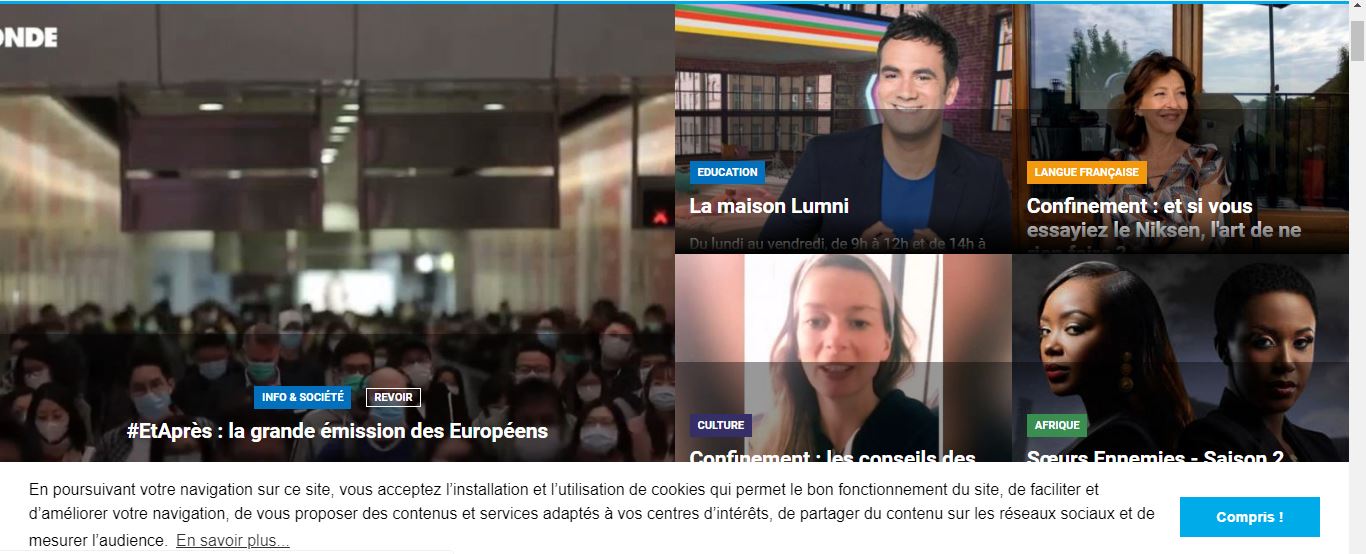 ONDE
INFO & SOCIÉTÉ
REVOIR
#EtAprès : la grande émission des Européens
EDUCATION
La maison Lumni
Du lundi au vendredi, de 9h à 12h et de 14h à
LANGUE FRANÇAISE
Confinement : et si vous
essayiez le Niksen, l'art de ne
rien faire ?
CULTURE
Confinement : les conseils des
AFRIQUE
Sœurs Ennemies - Saison 2
En poursuivant votre navigation sur ce site, vous acceptez l’installation et l’utilisation de cookies qui permet le bon fonctionnement du site, de faciliter et
d’améliorer votre navigation, de vous proposer des contenus et services adaptés à vos centres d’intérêts, de partager du contenu sur les réseaux sociaux et de
mesurer l’audience. En savoir plus...
Compris !